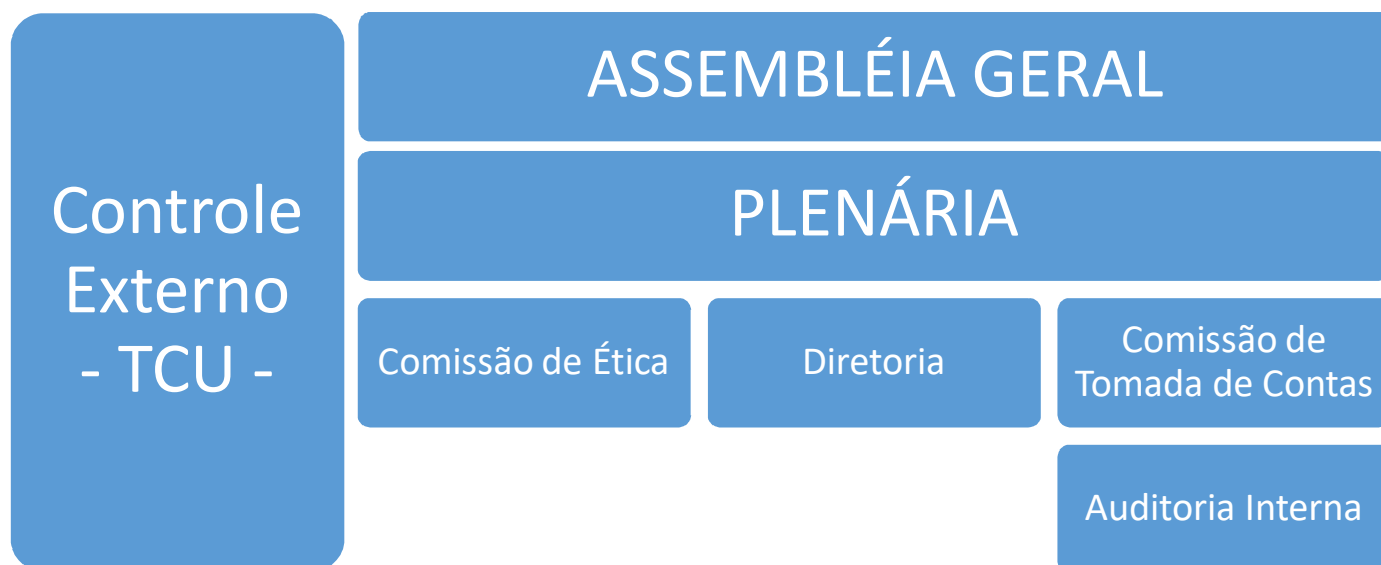 Controle
Externo
- TCU -
ASSEMBLÉIA GERAL
PLENÁRIA
Comissão de Ética
Diretoria
Comissão de
Tomada de Contas
Auditoria Interna